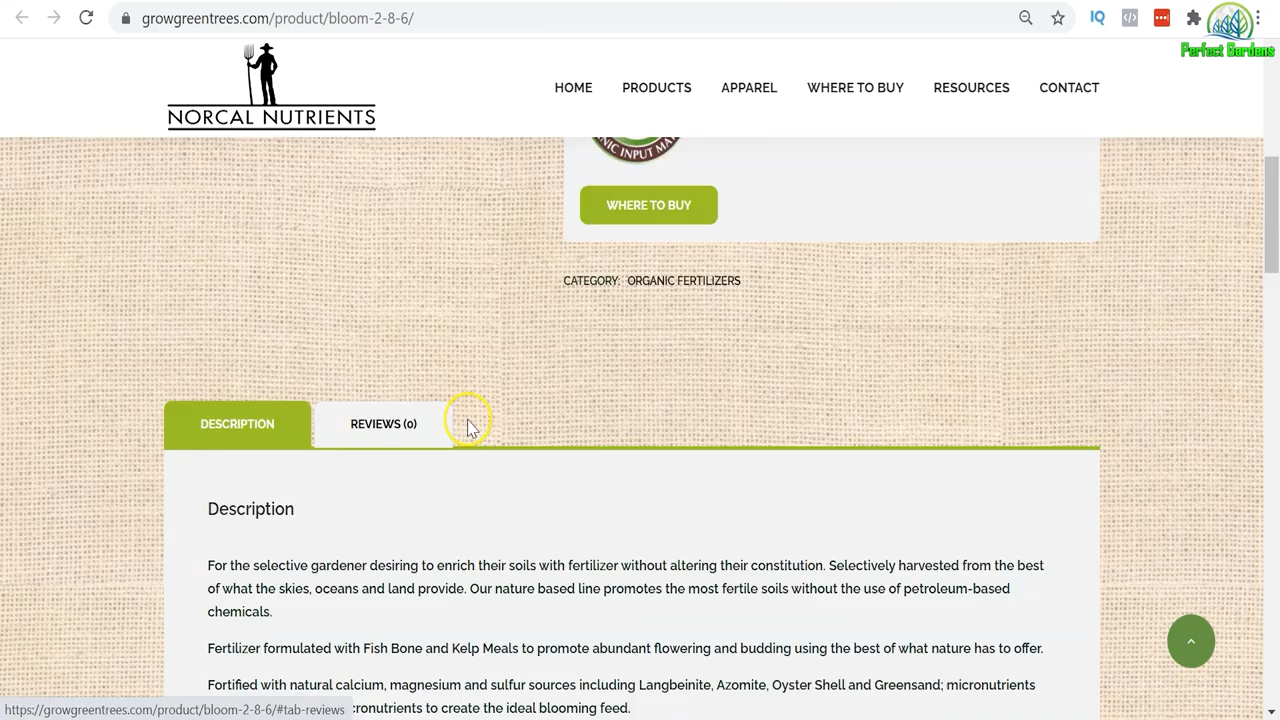 growgreentrees.com/product/bloom-2-8-6/
IQ
Perfect Gardens
NORCAL NUTRIENTS
HOME PRODUCTS APPAREL WHERE TO BUY RESOURCES CONTACT
NIC INPUT MA
WHERE TO BUY
CATEGORY: ORGANIC FERTILIZERS
DESCRIPTION REVIEWS (0)
Description
For the selective gardener desiring to enrich their soils with fertilizer without altering their constitution. Selectively harvested from the best
of what the skies, oceans and land provide. Our nature based line promotes the most fertile soils without the use of petroleum-based
chemicals.
Fertilizer formulated with Fish Bone and Kelp Meals to promote abundant flowering and budding using the best of what nature has to offer.
Fortified with natural calcium, magnesium and sulfur sources including Langbeinite, Azomite, Oyster Shell and Greensand; micronutrients
cronutrients to create the ideal blooming feed.
https://growgreentrees.com/product/bloom-2-8-6/#tab-reviews